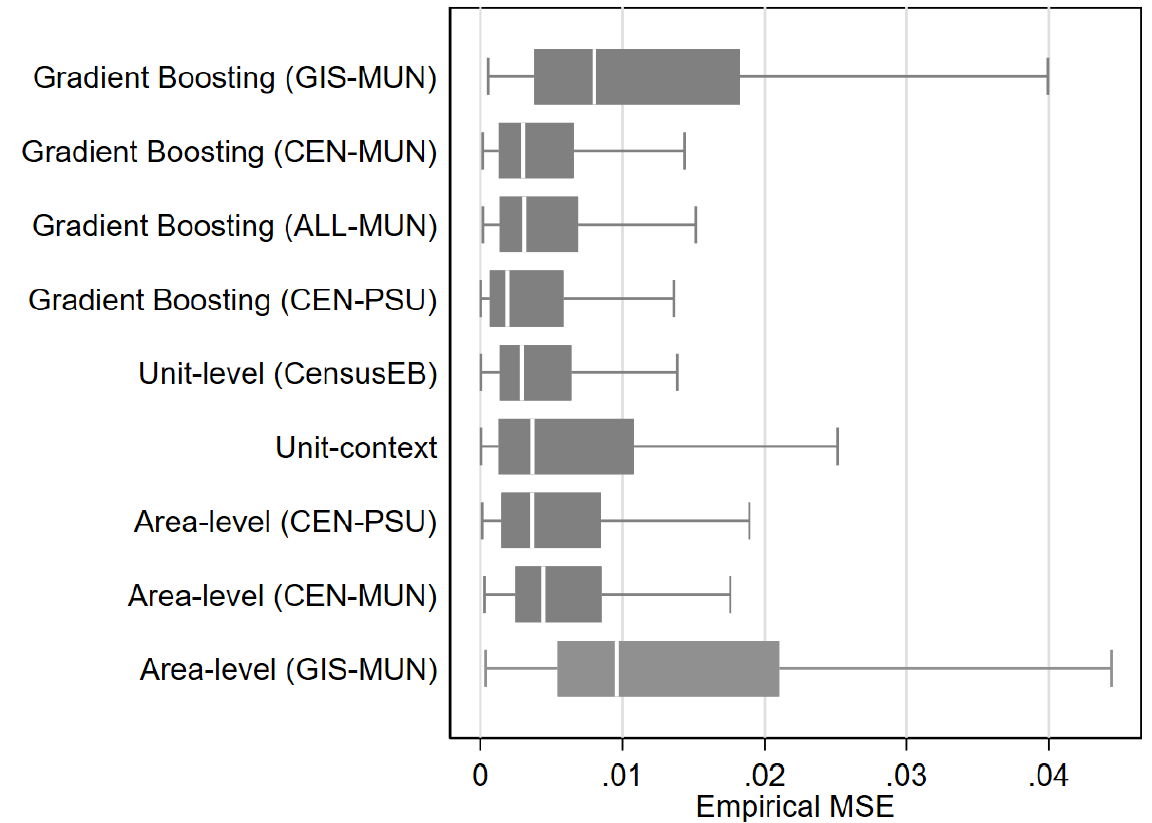 Gradient Boosting (GIS-MUN)
Gradient Boosting (CEN-MUN)
Gradient Boosting (ALL-MUN)
Gradient Boosting (CEN-PSU)
Unit-level (CensusEB)
Unit-context
Area-level (CEN-PSU)
Area-level (CEN-MUN)
Area-level (GIS-MUN)
0 .01 .02 .03 .04
Empirical MSE